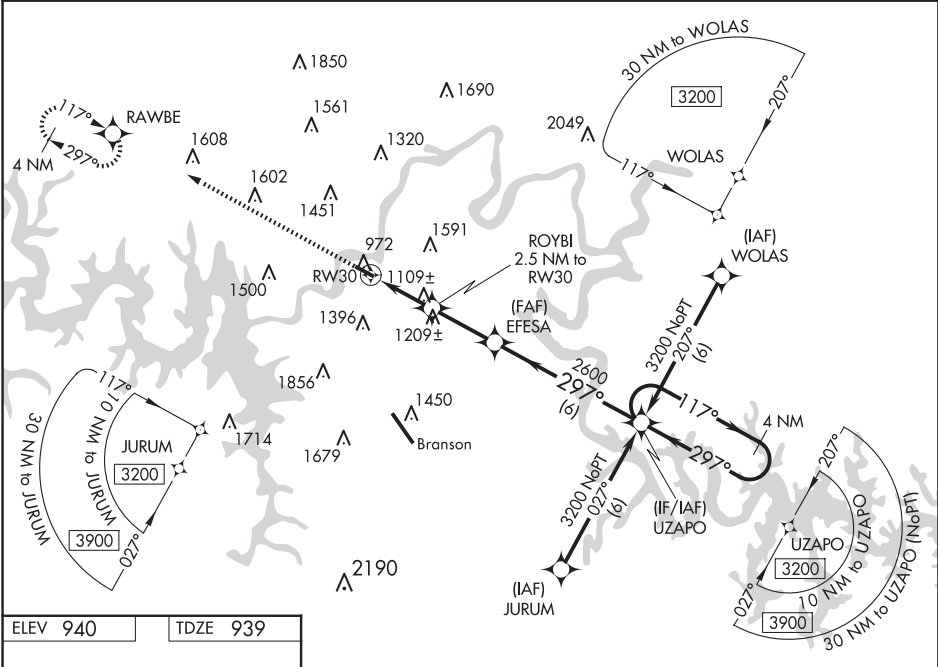 30 NM to WOLAS
3200
207°
117°
WOLAS
1850
1690
1561
117°
RAWBE
297°
4 NM
1608
1320
2049
1602
1451
1591
ROYBI
2.5 NM to
RW30
(IAF)
WOLAS
972
RW30
1109±
1500
(FAF)
EFESA
1396
1209±
3200 NoPT
207°
(6)
2600
297°
(6)
1856
117°
4 NM
297°
1450
Branson
1714
1679
30 NM to JURUM
117°
10 NM to JURUM
JURUM
3200
3900
027°
3200 NoPT
027°
(6)
(IF/IAF)
UZAPO
207°
UZAPO
3200
10 NM to UZAPO
027°
3900
30 NM to UZAPO (NoPT)
(IAF)
JURUM
2190
ELEV 940
TDZE 939